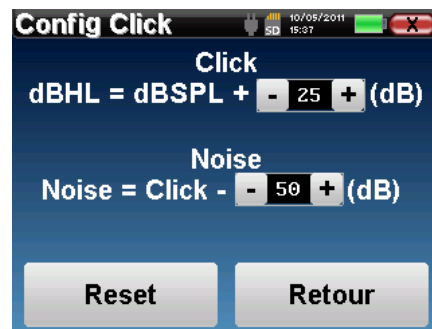 Config Click SD 10/05/2011 15:37 X
Click
dBHL = dBSPL + - 25 + (dB)
Noise
Noise = Click - - 50 + (dB)
Reset Retour